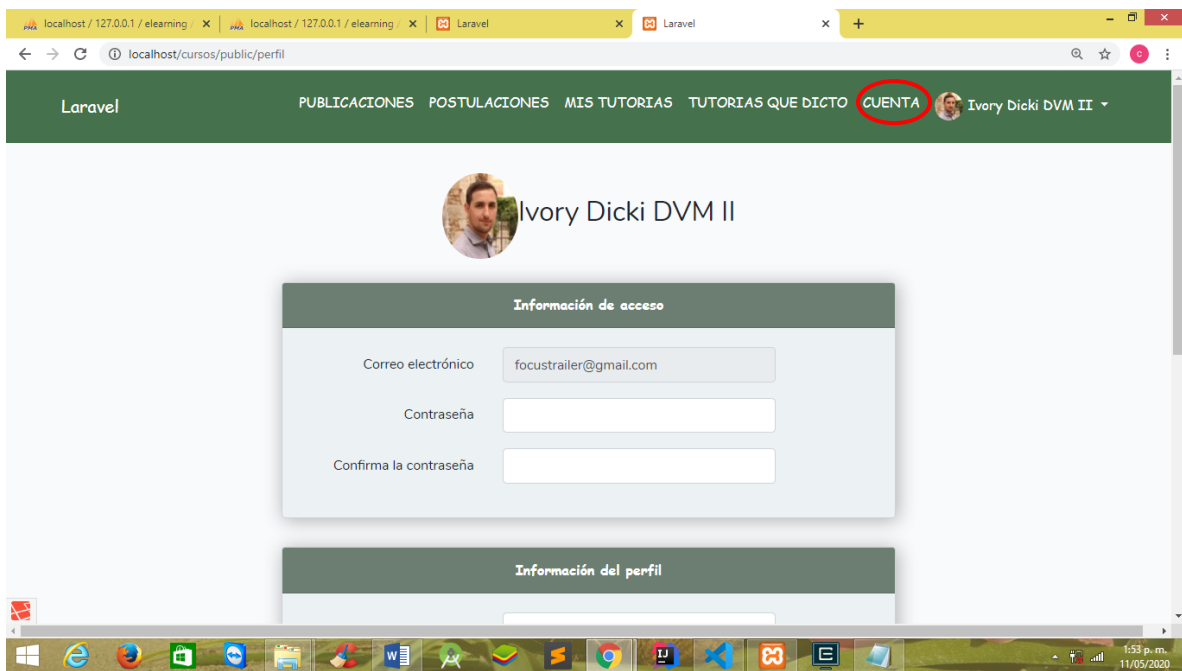 localhost / 127.0.0.1 / elearning /
localhost / 127.0.0.1 / elearning /
Laravel
Laravel
localhost/cursos/public/perfil
c
Laravel
PUBLICACIONES POSTULACIONES MIS TUTORIAS TUTORIAS QUE DICTO CUENTA Ivory Dicki DVM II
Ivory Dicki DVM II
Información de acceso
Correo electrónico focustrailer@gmail.com
Contraseña
Confirma la contraseña
Información del perfil
1:53 p. m.
11/05/2020